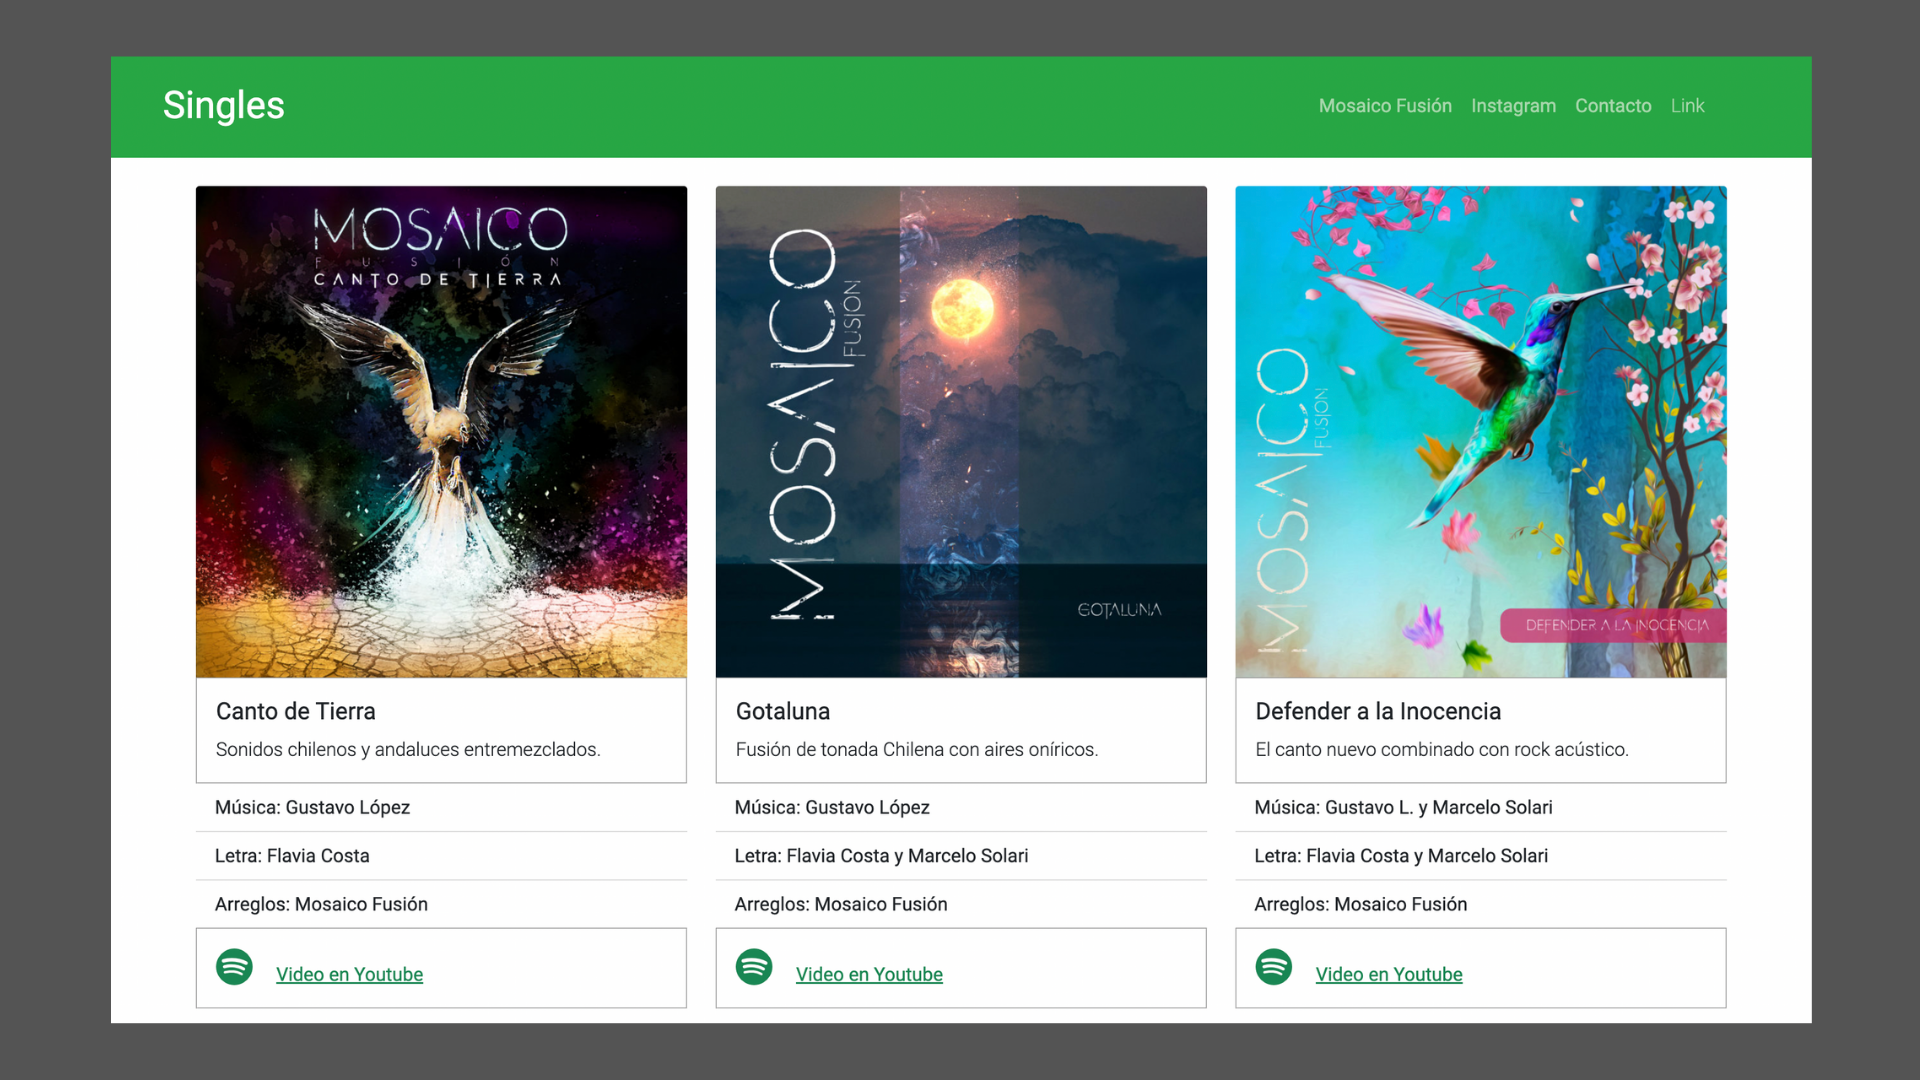 Singles
Mosaico Fusión Instagram Contacto Link
MOSAICO
FUSIÓN
CANTO DE TIERRA
MOSAICO
FUSION
GOTALUNA
MOSAICO
FUSION
DEFENDER A LA INOCENCIA
Canto de Tierra
Sonidos chilenos y andaluces entremezclados.
Música: Gustavo López
Letra: Flavia Costa
Arreglos: Mosaico Fusión
Video en Youtube
Gotaluna
Fusión de tonada Chilena con aires oníricos.
Música: Gustavo López
Letra: Flavia Costa y Marcelo Solari
Arreglos: Mosaico Fusión
Video en Youtube
Defender a la Inocencia
El canto nuevo combinado con rock acústico.
Música: Gustavo L. y Marcelo Solari
Letra: Flavia Costa y Marcelo Solari
Arreglos: Mosaico Fusión
Video en Youtube